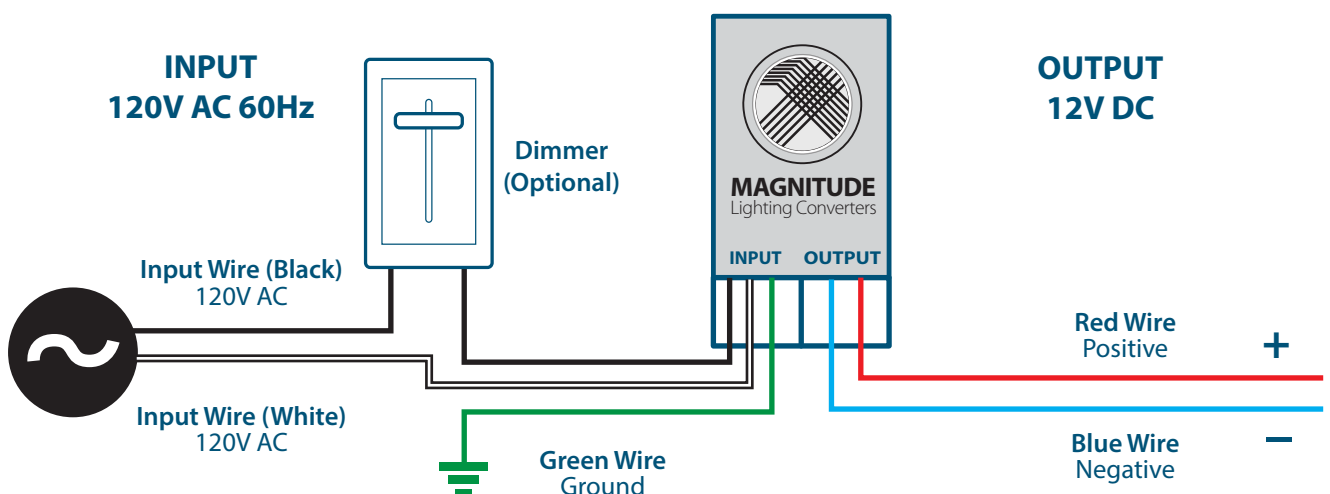 INPUT
120V AC 60Hz
Dimmer
(Optional)
MAGNITUDE
Lighting Converters
INPUT OUTPUT
OUTPUT
12V DC
Input Wire (Black)
120V AC
Input Wire (White)
120V AC
Green Wire
Ground
Red Wire
Positive
+
Blue Wire
Negative
−